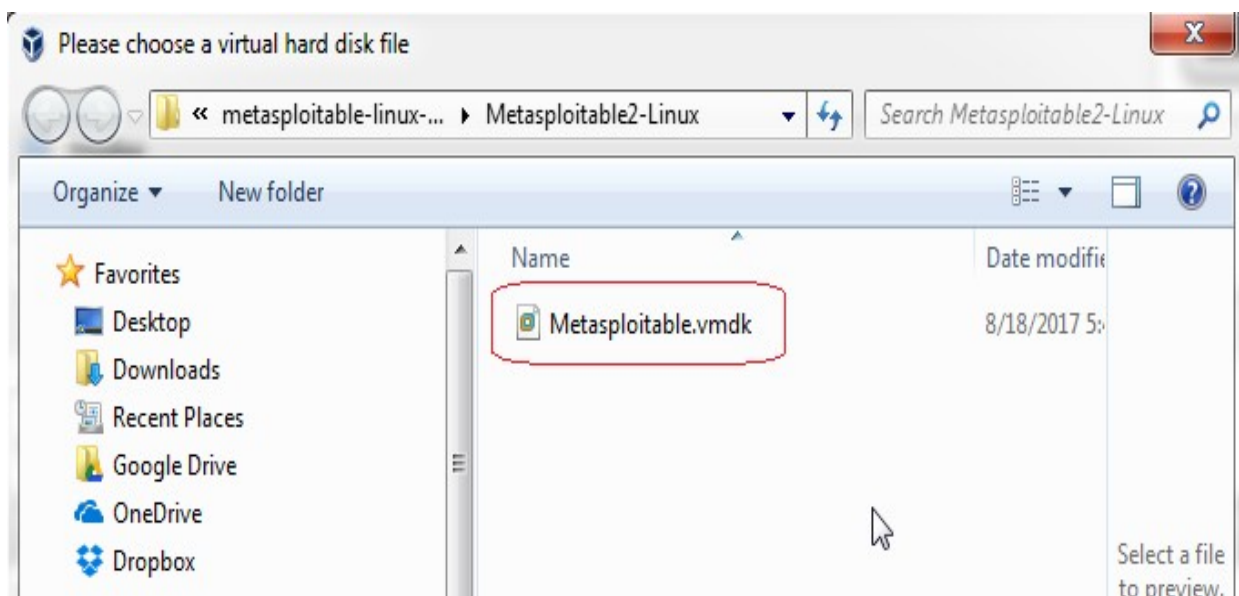 Please choose a virtual hard disk file
« metasploitable-linux-... Metasploitable2-Linux Search Metasploitable2-Linux
Organize New folder
Name Date modifie
Favorites
Desktop
Downloads
Recent Places
Google Drive
OneDrive
Dropbox
Metasploitable.vmdk 8/18/2017 5:
Select a file
to preview.